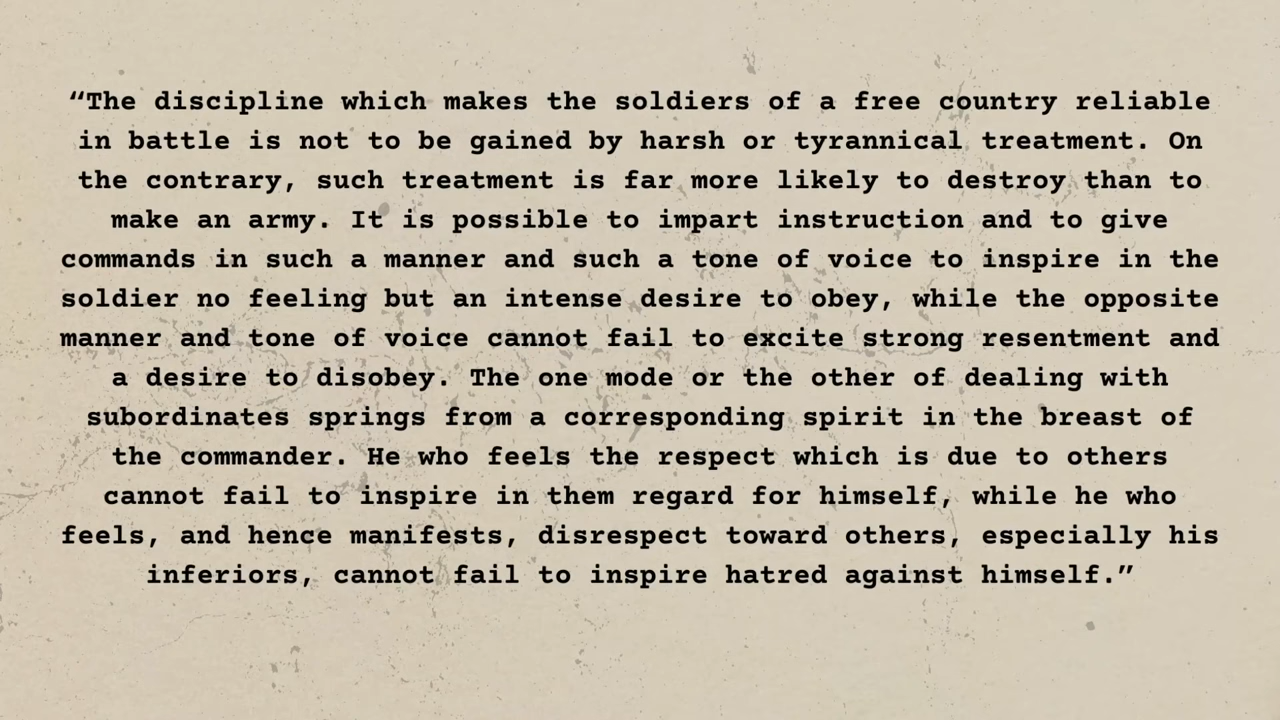 “The discipline which makes the soldiers of a free country reliable
in battle is not to be gained by harsh or tyrannical treatment. On
the contrary, such treatment is far more likely to destroy than to
make an army. It is possible to impart instruction and to give
commands in such a manner and such a tone of voice to inspire in the
soldier no feeling but an intense desire to obey, while the opposite
manner and tone of voice cannot fail to excite strong resentment and
a desire to disobey. The one mode or the other of dealing with
subordinates springs from a corresponding spirit in the breast of
the commander. He who feels the respect which is due to others
cannot fail to inspire in them regard for himself, while he who
feels, and hence manifests, disrespect toward others, especially his
inferiors, cannot fail to inspire hatred against himself.”